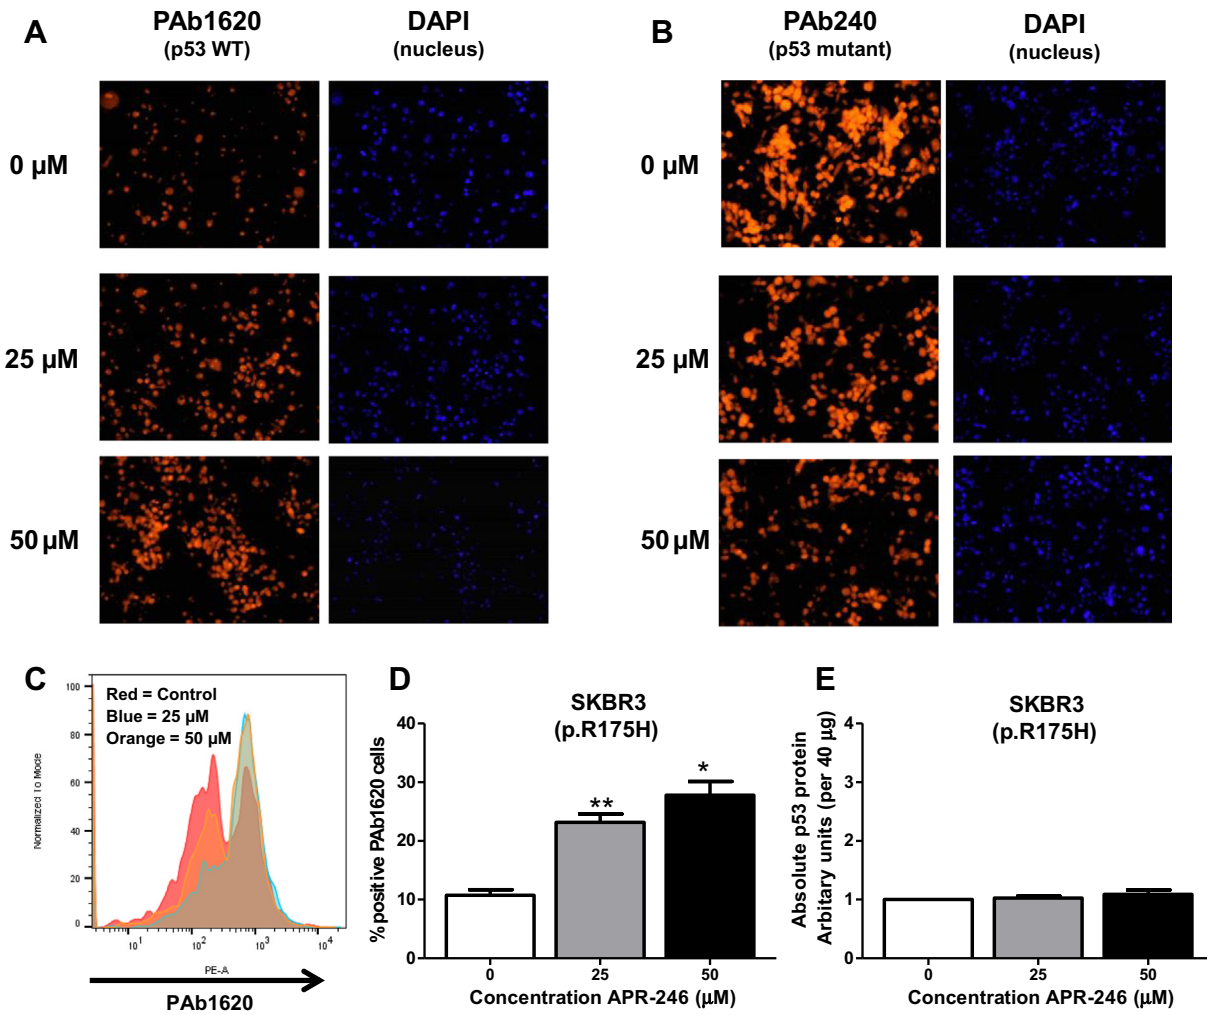 A
PAb1620
(p53 WT)
DAPI
(nucleus)
B
PAb240
(p53 mutant)
DAPI
(nucleus)
0 µM
0 µM
25 µM
25 µM
50 µM
50 µM
C
Red = Control
Blue = 25 µM
Orange = 50 µM
Normalized To Mode
100
80
60
40
20
0
10¹
10²
10³
10⁴
PE-A
PAb1620
D
SKBR3
(p.R175H)
% positive PAb1620 cells
40
30
20
10
0
**
*
0
25
50
Concentration APR-246 (µM)
E
SKBR3
(p.R175H)
Absolute p53 protein
Arbitary units (per 40 µg)
4
3
2
1
0
0
25
50
Concentration APR-246 (µM)